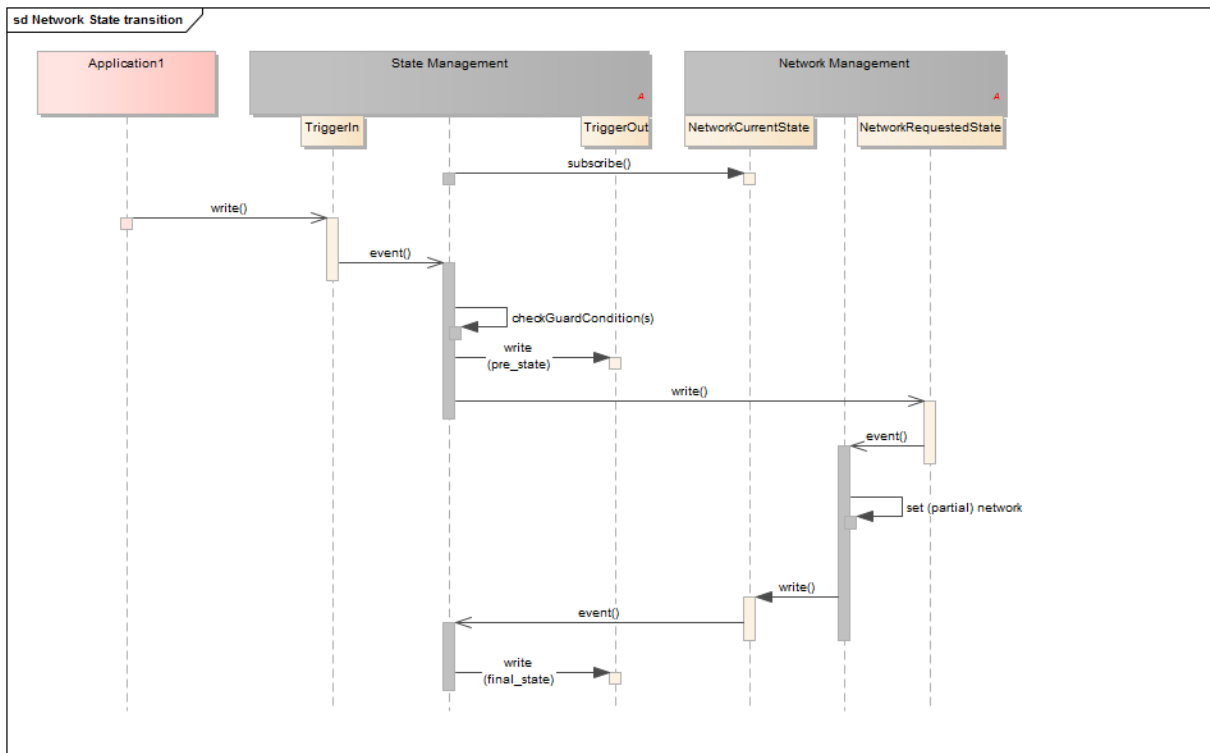 sd Network State transition
Application1
State Management
Network Management
A
A
TriggerIn
TriggerOut
NetworkCurrentState
NetworkRequestedState
subscribe()
write()
event()
checkGuardCondition(s)
write
(pre_state)
write()
event()
set (partial) network
write()
event()
write
(final_state)